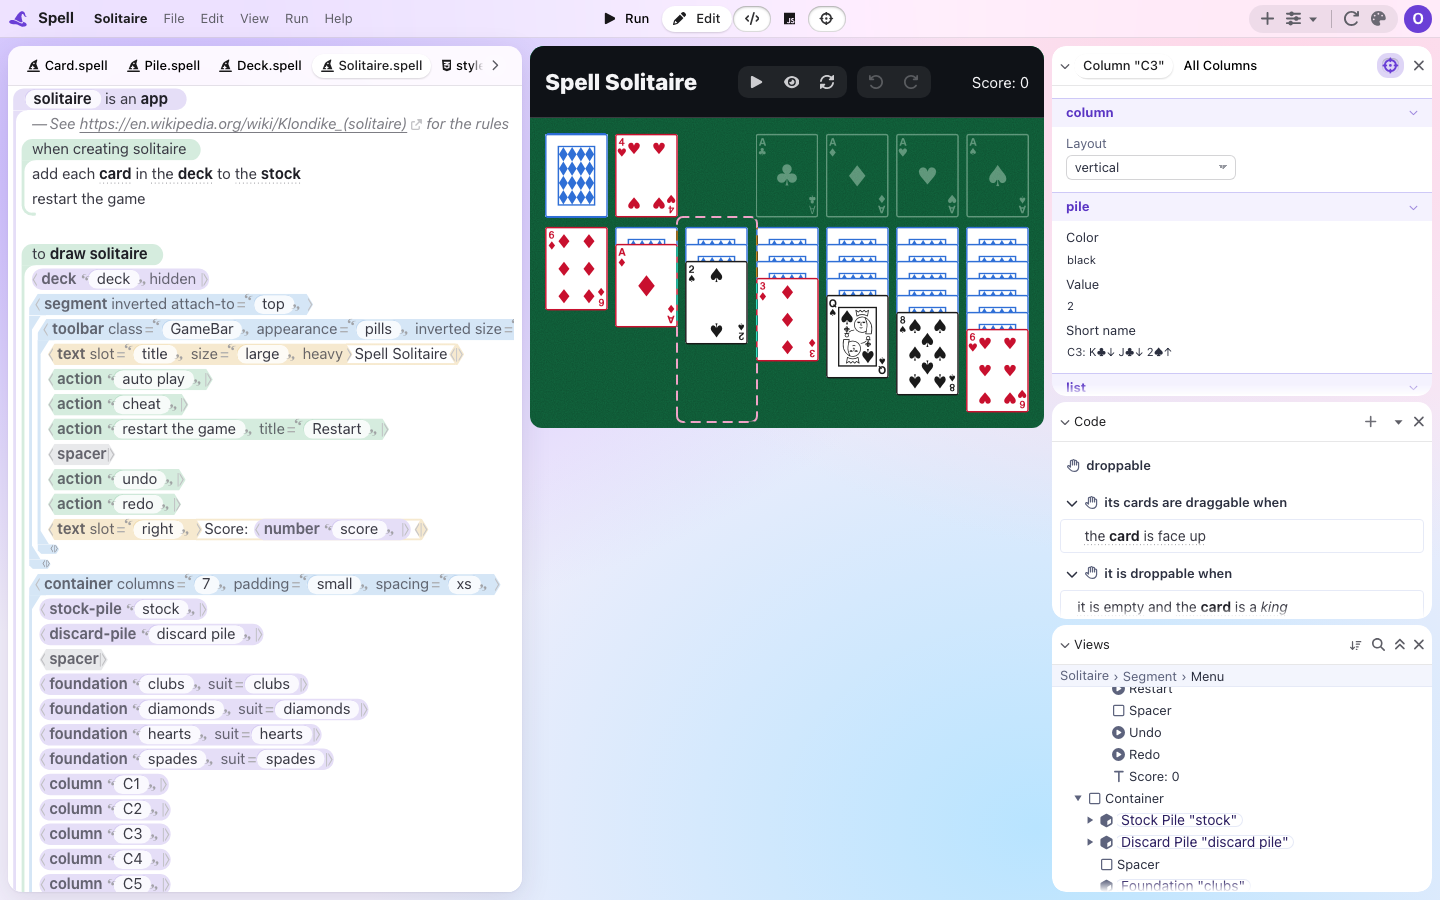 Spell Solitaire File Edit View Run Help Run Edit </> JS O
Card.spell Pile.spell Deck.spell Solitaire.spell
solitaire is an app
— See https://en.wikipedia.org/wiki/Klondike_(solitaire) for the rules
when creating solitaire
add each card in the deck to the stock
restart the game
to draw solitaire
deck deck, hidden
segment inverted attach-to= top
toolbar class= GameBar, appearance= pills, inverted size=
text slot= title, size= large, heavy Spell Solitaire
action auto play
action cheat
action restart the game, title= Restart
spacer
action undo
action redo
text slot= right, Score: number score
container columns= 7, padding= small, spacing= xs
stock-pile stock
discard-pile discard pile
spacer
foundation clubs, suit= clubs
foundation diamonds, suit= diamonds
foundation hearts, suit= hearts
foundation spades, suit= spades
column C1
column C2
column C3
column C4
column C5
Spell Solitaire Score: 0
4 A A A A
6 A 2 3 Q 8 6
Column "C3" All Columns
column
Layout
vertical
pile
Color
black
Value
2
Short name
C3: K♣↓ J♣↓ 2♠↑
list
Code
droppable
its cards are draggable when
the card is face up
it is droppable when
it is empty and the card is a king
Views
Solitaire › Segment › Menu
Restart
Spacer
Undo
Redo
Score: 0
Container
Stock Pile "stock"
Discard Pile "discard pile"
Spacer
Foundation "clubs"